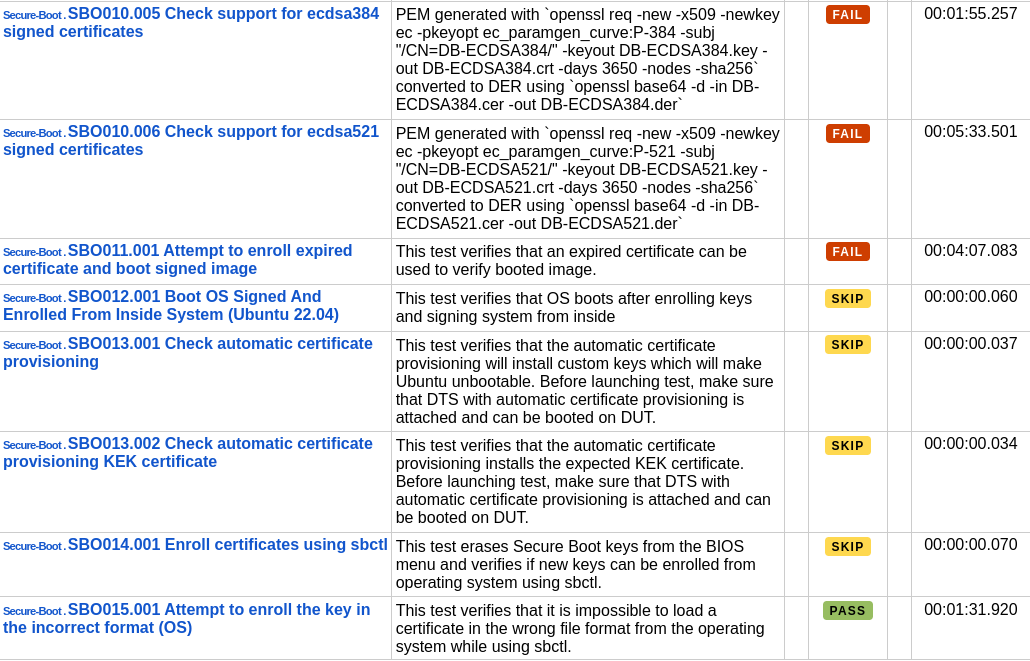 Secure-Boot . SBO010.005 Check support for ecdsa384
signed certificates
PEM generated with `openssl req -new -x509 -newkey
ec -pkeyopt ec_paramgen_curve:P-384 -subj
"/CN=DB-ECDSA384/" -keyout DB-ECDSA384.key -
out DB-ECDSA384.crt -days 3650 -nodes -sha256`
converted to DER using `openssl base64 -d -in DB-
ECDSA384.cer -out DB-ECDSA384.der`
FAIL
00:01:55.257
Secure-Boot . SBO010.006 Check support for ecdsa521
signed certificates
PEM generated with `openssl req -new -x509 -newkey
ec -pkeyopt ec_paramgen_curve:P-521 -subj
"/CN=DB-ECDSA521/" -keyout DB-ECDSA521.key -
out DB-ECDSA521.crt -days 3650 -nodes -sha256`
converted to DER using `openssl base64 -d -in DB-
ECDSA521.cer -out DB-ECDSA521.der`
FAIL
00:05:33.501
Secure-Boot . SBO011.001 Attempt to enroll expired
certificate and boot signed image
This test verifies that an expired certificate can be
used to verify booted image.
FAIL
00:04:07.083
Secure-Boot . SBO012.001 Boot OS Signed And
Enrolled From Inside System (Ubuntu 22.04)
This test verifies that OS boots after enrolling keys
and signing system from inside
SKIP
00:00:00.060
Secure-Boot . SBO013.001 Check automatic certificate
provisioning
This test verifies that the automatic certificate
provisioning will install custom keys which will make
Ubuntu unbootable. Before launching test, make sure
that DTS with automatic certificate provisioning is
attached and can be booted on DUT.
SKIP
00:00:00.037
Secure-Boot . SBO013.002 Check automatic certificate
provisioning KEK certificate
This test verifies that the automatic certificate
provisioning installs the expected KEK certificate.
Before launching test, make sure that DTS with
automatic certificate provisioning is attached and can
be booted on DUT.
SKIP
00:00:00.034
Secure-Boot . SBO014.001 Enroll certificates using sbctl
This test erases Secure Boot keys from the BIOS
menu and verifies if new keys can be enrolled from
operating system using sbctl.
SKIP
00:00:00.070
Secure-Boot . SBO015.001 Attempt to enroll the key in
the incorrect format (OS)
This test verifies that it is impossible to load a
certificate in the wrong file format from the operating
system while using sbctl.
PASS
00:01:31.920